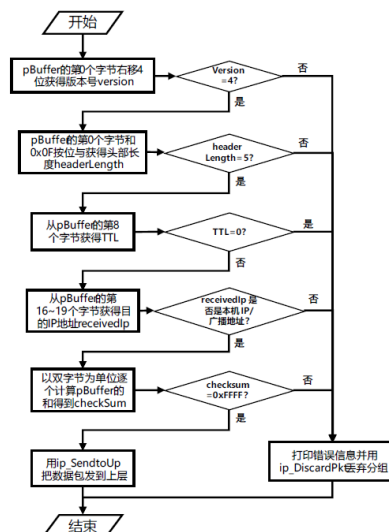 开始
pBuffer的第0个字节右移4
位获得版本号version
Version
=4?
否
是
pBuffer的第0个字节和
0x0F按位与获得头部长
度headerLength
header
Length=5?
否
是
从pBuffer的第8
个字节获得TTL
TTL=0?
是
否
从pBuffer的第
16~19个字节获得目
的IP地址receivedIp
receivedIp 是
否是本机 IP/
广播地址?
否
是
以双字节为单位逐
个计算pBuffer的
和得到checkSum
checksum
=0xFFFF?
否
是
用ip_SendtoUp
把数据包发到上层
打印错误信息并用
ip_DiscardPkt丢弃分组
结束